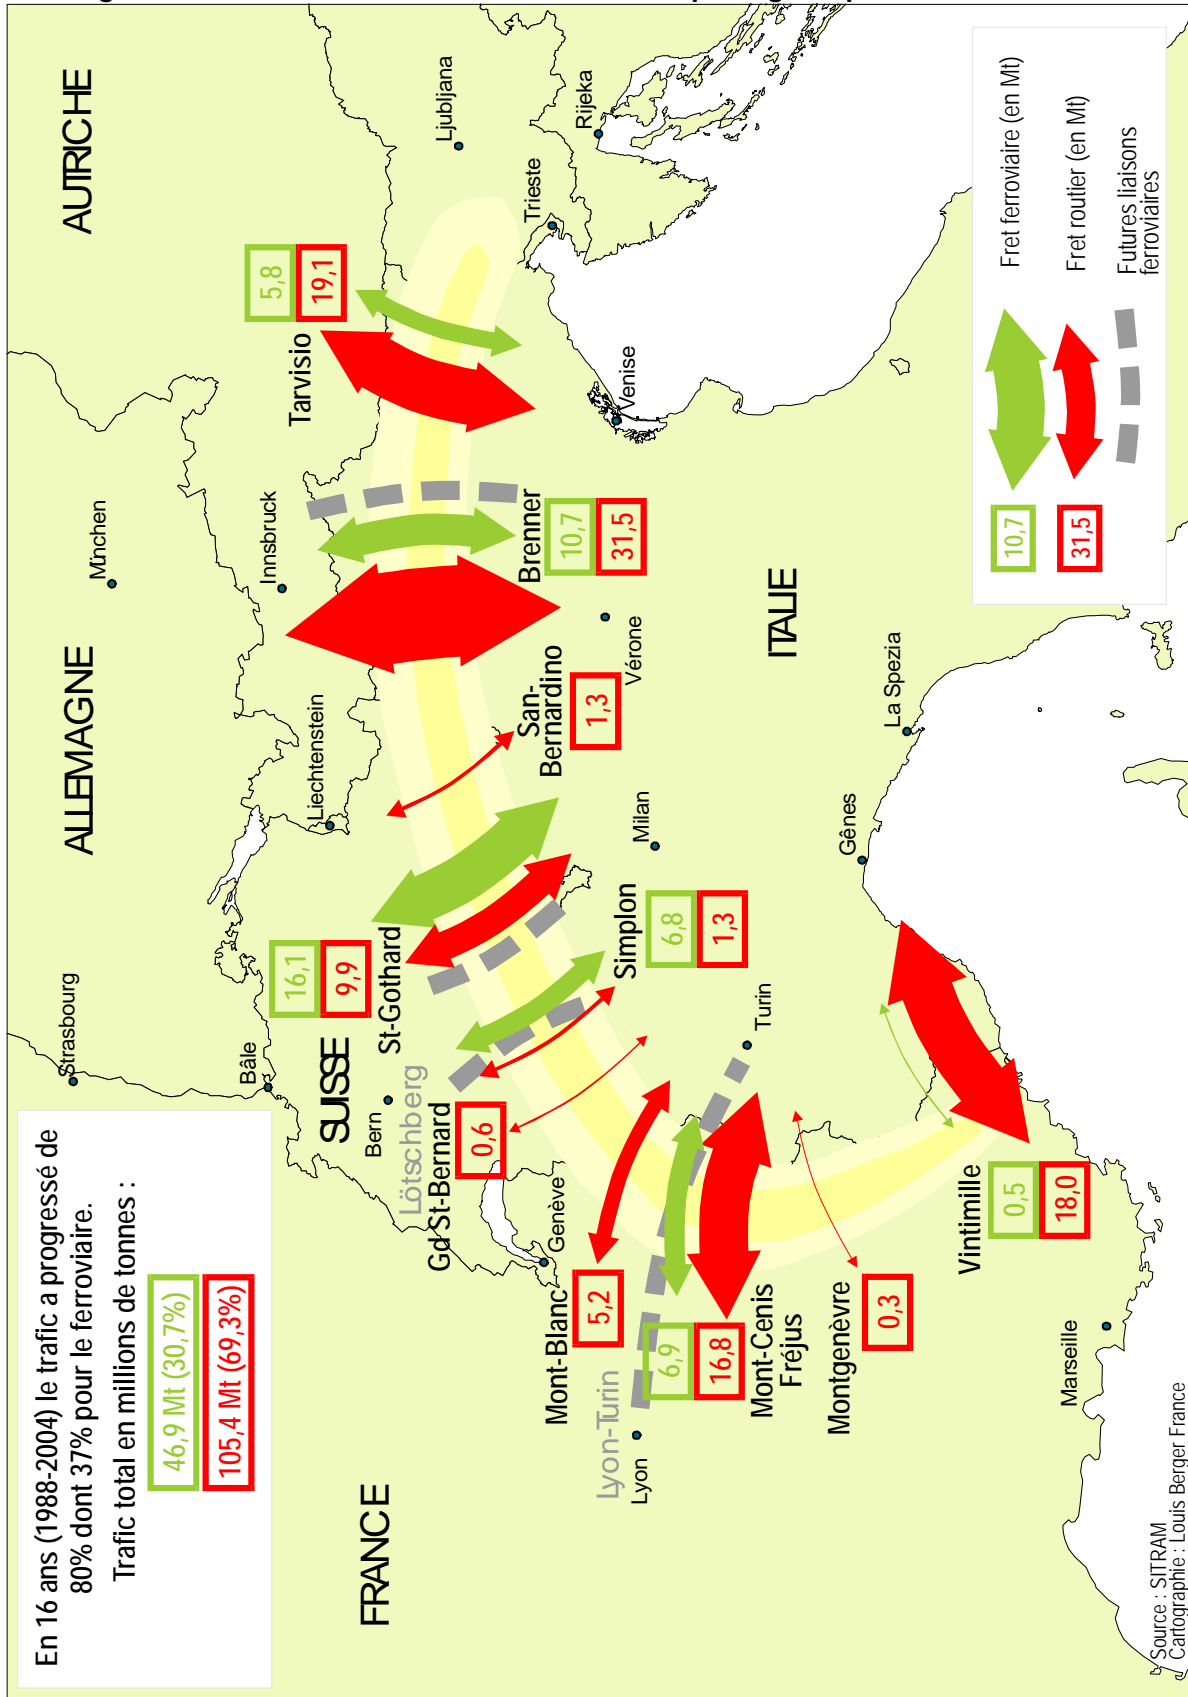 En 16 ans (1988-2004) le trafic a progressé de
80% dont 37% pour le ferroviaire.
Trafic total en millions de tonnes :
46,9 Mt (30,7%)
105,4 Mt (69,3%)
Strasbourg
ALLEMAGNE
Mïnchen
AUTRICHE
Bâle
Innsbruck
Liechtenstein
16,1
9,9
St-Gothard
SUISSE
Bern
Lötschberg
Gd St-Bernard
0,6
Tarvisio
5,8
19,1
Ljubljana
Trieste
Rijeka
Brenner
10,7
31,5
San-
Bernardino
1,3
Vérone
Venise
Simplon
6,8
1,3
Milan
Turin
FRANCE
Genève
Mont-Blanc
5,2
Lyon-Turin
Lyon
6,9
16,8
Mont-Cenis
Fréjus
Montgenèvre
0,3
ITALIE
Gênes
La Spezia
Vintimille
0,5
18,0
Marseille
10,7
Fret ferroviaire (en Mt)
31,5
Fret routier (en Mt)
Futures liaisons
ferroviaires
Source : SITRAM
Cartographie : Louis Berger France